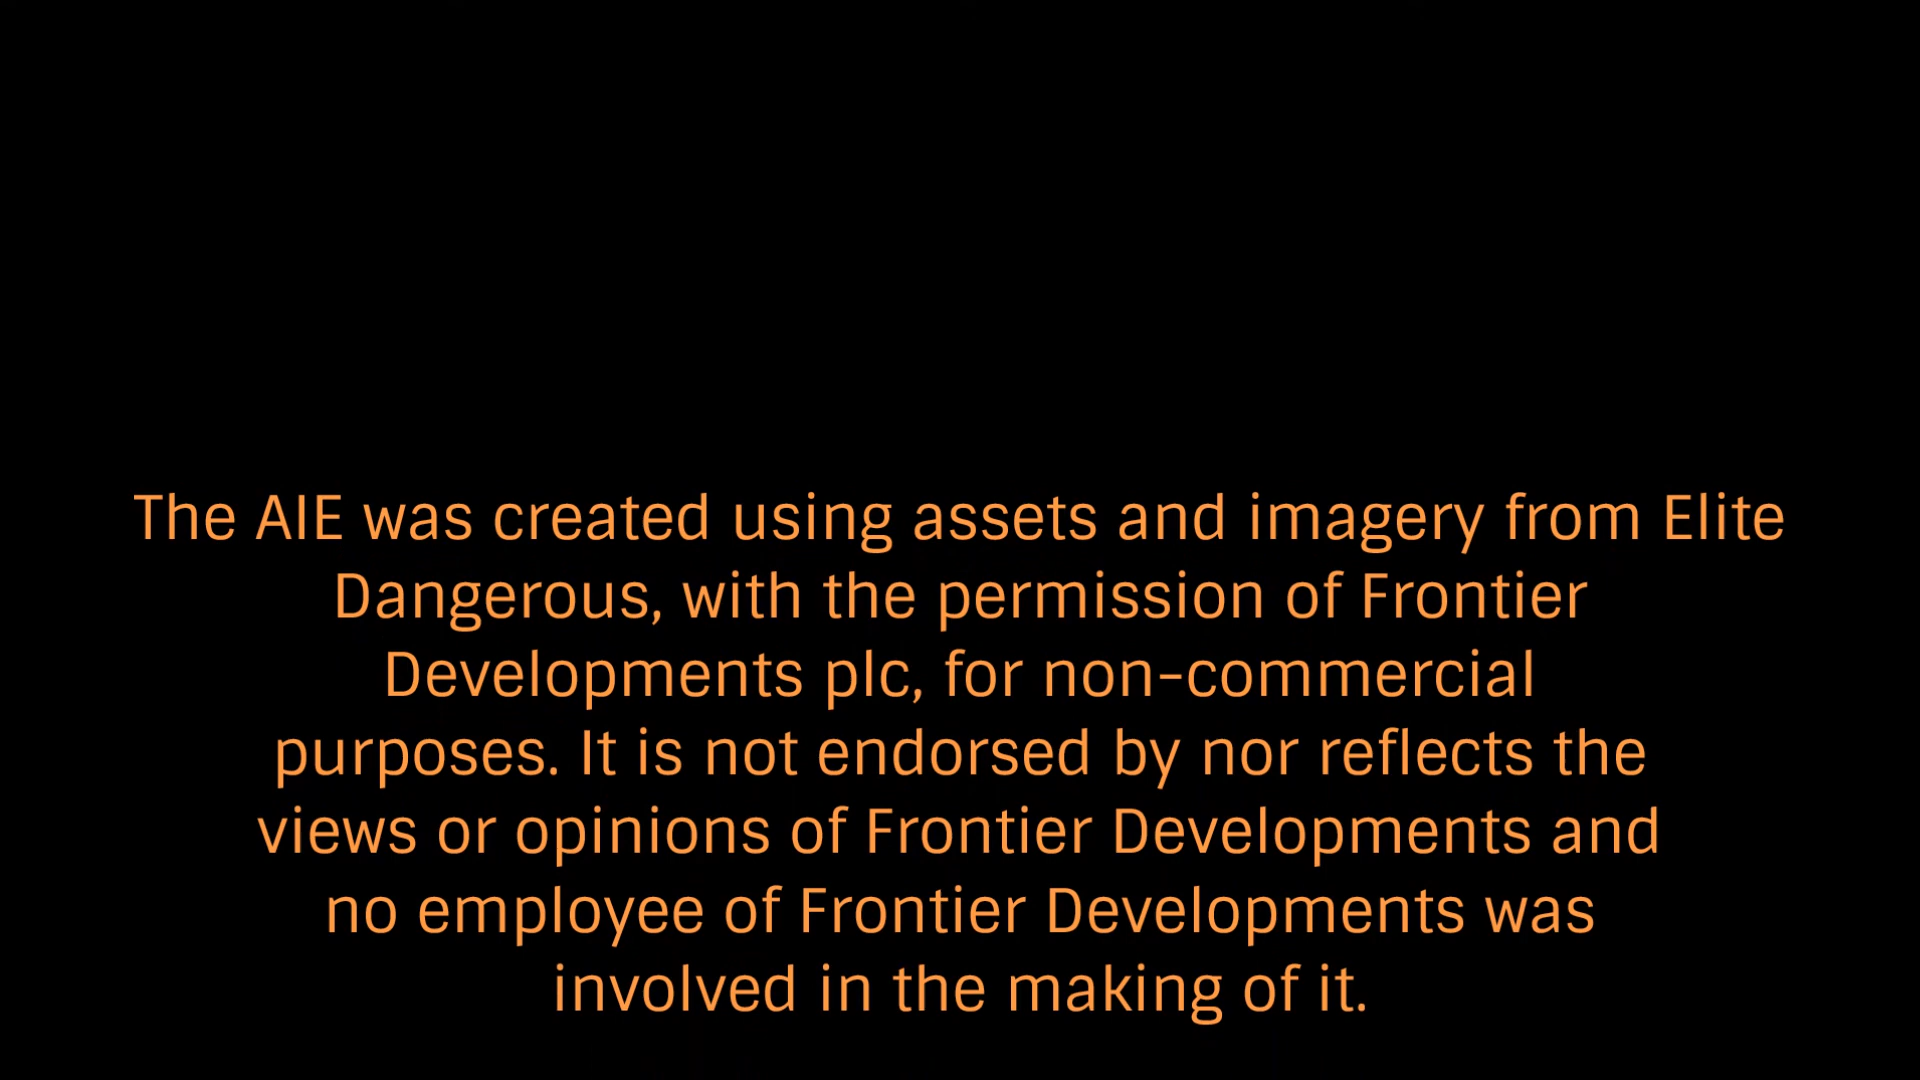 The AIE was created using assets and imagery from Elite
Dangerous, with the permission of Frontier
Developments plc, for non-commercial
purposes. It is not endorsed by nor reflects the
views or opinions of Frontier Developments and
no employee of Frontier Developments was
involved in the making of it.